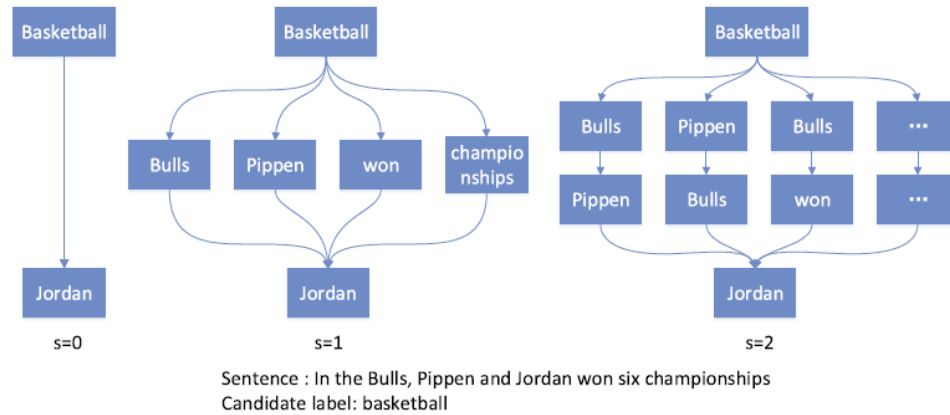 Basketball
Basketball
Basketball
Bulls
Pippen
Bulls
...
Bulls
Pippen
won
champio
nships
Pippen
Bulls
won
...
Jordan
Jordan
Jordan
s=0
s=1
s=2
Sentence : In the Bulls, Pippen and Jordan won six championships
Candidate label: basketball